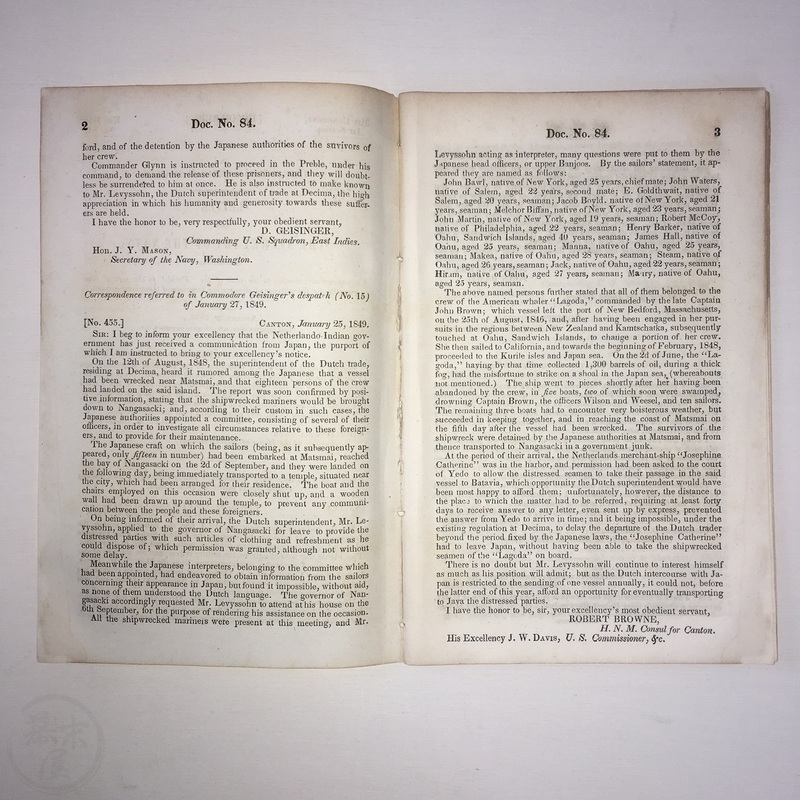 2
Doc. No. 84.
ford, and of the detention by the Japanese authorities of the survivors of
her crew.
Commander Glynn is instructed to proceed in the Preble, under his
command, to demand the release of these prisoners, and they will doubt-
less be surrendered to him at once. He is also instructed to make known
to Mr. Levyssohn, the Dutch superintendent of trade at Decima, the high
appreciation in which his humanity and generosity towards these suffer-
ers are held.
I have the honor to be, very respectfully, your obedient servant,
D. GEISINGER,
Commanding U. S. Squadron, East Indies.
Hon. J. Y. MASON,
Secretary of the Navy, Washington.
Correspondence referred to in Commodore Geisinger's despatch (No. 15)
of January 27, 1849.
[No. 455.] CANTON, January 25, 1849.
SIR: I beg to inform your excellency that the Netherlands-Indian gov-
ernment has just received a communication from Japan, the purport of
which I am instructed to bring to your excellency's notice.
On the 12th of August, 1848, the superintendent of the Dutch trade,
residing at Decima, heard it rumored among the Japanese that a vessel
had been wrecked near Matsmai, and that eighteen persons of the crew
had landed on the said island. The report was soon confirmed by posi-
tive information, stating that the shipwrecked mariners would be brought
down to Nangasacki; and, according to their custom in such cases, the
Japanese authorities appointed a committee, consisting of several of their
officers, in order to investigate all circumstances relative to these foreign-
ers, and to provide for their maintenance.
The Japanese craft on which the sailors (being, as it subsequently ap-
peared, only fifteen in number) had been embarked at Matsmai, reached
the bay of Nangasacki on the 2d of September, and they were landed on
the following day, being immediately transported to a temple, situated near
the city, which had been arranged for their residence. The boat and the
chairs employed on this occasion were closely shut up, and a wooden
wall had been drawn up around the temple, to prevent any communi-
cation between the people and these foreigners.
On being informed of their arrival, the Dutch superintendent, Mr. Le-
vyssohn, applied to the governor of Nangasacki for leave to provide the
distressed parties with such articles of clothing and refreshment as he
could dispose of; which permission was granted, although not without
some delay.
Meanwhile the Japanese interpreters, belonging to the committee which
had been appointed, had endeavored to obtain information from the sailors
concerning their appearance in Japan, but found it impossible, without aid,
as none of them understood the Dutch language. The governor of Nan-
gasacki accordingly requested Mr. Levyssohn to attend at his house on the
6th September, for the purpose of rendering his assistance on the occasion.
All the shipwrecked mariners were present at this meeting, and Mr.
Doc. No. 84.
3
Levyssohn acting as interpreter, many questions were put to them by the
Japanese head officers, or upper Banjoos. By the sailors' statement, it ap-
peared they are named as follows:
John Bawl, native of New York, aged 25 years, chief mate; John Waters,
native of Salem, aged 22 years, second mate; E. Goldthwait, native of
Salem, aged 20 years, seaman; Jacob Boyld, native of New York, aged 21
years, seaman; Melchor Biffan, native of New York, aged 23 years, seaman;
John Martin, native of New York, aged 19 years, seaman; Robert McCoy,
native of Philadelphia, aged 22 years, seaman; Henry Barker, native of
Oahu, Sandwich Islands, aged 40 years, seaman; James Hall, native of
Oahu, aged 25 years, seaman; Manna, native of Oahu, aged 25 years,
seaman; Makea, native of Oahu, aged 28 years, seaman; Steam, native of
Oahu, aged 26 years, seaman; Jack, native of Oahu, aged 22 years, seaman;
Hiram, native of Oahu, aged 27 years, seaman; Maury, native of Oahu,
aged 25 years, seaman.
The above named persons further stated that all of them belonged to the
crew of the American whaler "Lagoda," commanded by the late Captain
John Brown; which vessel left the port of New Bedford, Massachusetts,
on the 25th of August, 1846, and, after having been engaged in her pur-
suits in the regions between New Zealand and Kamtschatka, subsequently
touched at Oahu, Sandwich Islands, to change a portion of her crew.
She then sailed to California, and towards the beginning of February, 1848,
proceeded to the Kurile isles and Japan sea. On the 2d of June, the "La-
goda," having by that time collected 1,300 barrels of oil, during a thick
fog, had the misfortune to strike on a shoal in the Japan sea, (whereabouts
not mentioned.) The ship went to pieces shortly after her having been
abandoned by the crew, in five boats, two of which soon were swamped,
drowning Captain Brown, the officers Wilson and Weesel, and ten sailors.
The remaining three boats had to encounter very boisterous weather, but
succeeded in keeping together, and in reaching the coast of Matsmai on
the fifth day after the vessel had been wrecked. The survivors of the
shipwreck were detained by the Japanese authorities at Matsmai, and from
thence transported to Nangasacki in a government junk.
At the period of their arrival, the Netherlands merchant-ship "Josephine
Catherine" was in the harbor, and permission had been asked to the court
of Yedo to allow the distressed seamen to take their passage in the said
vessel to Batavia, which opportunity the Dutch superintendent would have
been most happy to afford them; unfortunately, however, the distance to
the place to which the matter had to be referred, requiring at least forty
days to receive answer to any letter, even sent up by express, prevented
the answer from Yedo to arrive in time; and it being impossible, under the
existing regulation at Decima, to delay the departure of the Dutch trader
beyond the period fixed by the Japanese laws, the "Josephine Catherine"
had to leave Japan, without having been able to take the shipwrecked
seamen of the "Lagoda" on board.
There is no doubt but Mr. Levyssohn will continue to interest himself
as much as his position will admit; but as the Dutch intercourse with Ja-
pan is restricted to the sending of one vessel annually, it could not, before
the latter end of this year, afford an opportunity for eventually transporting
to Java the distressed parties.
I have the honor to be, sir, your excellency's most obedient servant,
ROBERT BROWNE,
H. N. M. Consul for Canton.
His Excellency J. W. DAVIS, U. S. Commissioner, &c.